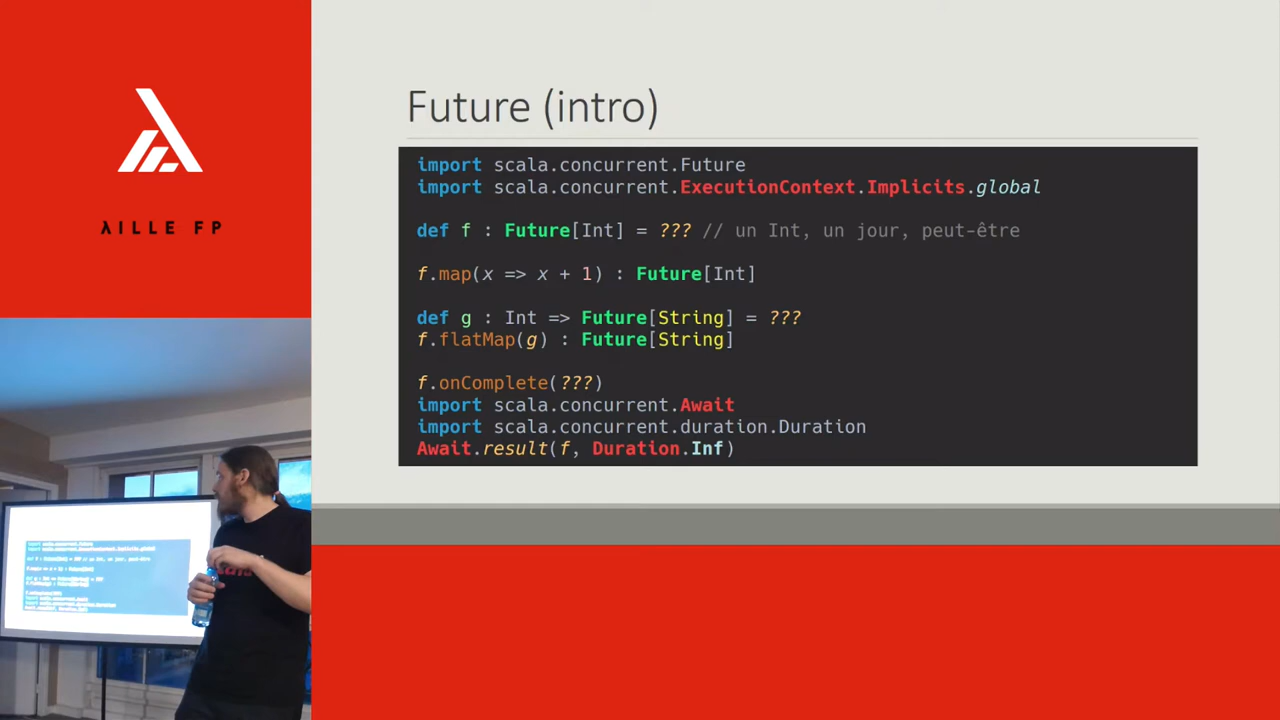 λILLE FP
Future (intro)
import scala.concurrent.Future
import scala.concurrent.ExecutionContext.Implicits.global
def f : Future[Int] = ??? // un Int, un jour, peut-être
f.map(x => x + 1) : Future[Int]
def g : Int => Future[String] = ???
f.flatMap(g) : Future[String]
f.onComplete(???)
import scala.concurrent.Await
import scala.concurrent.duration.Duration
Await.result(f, Duration.Inf)